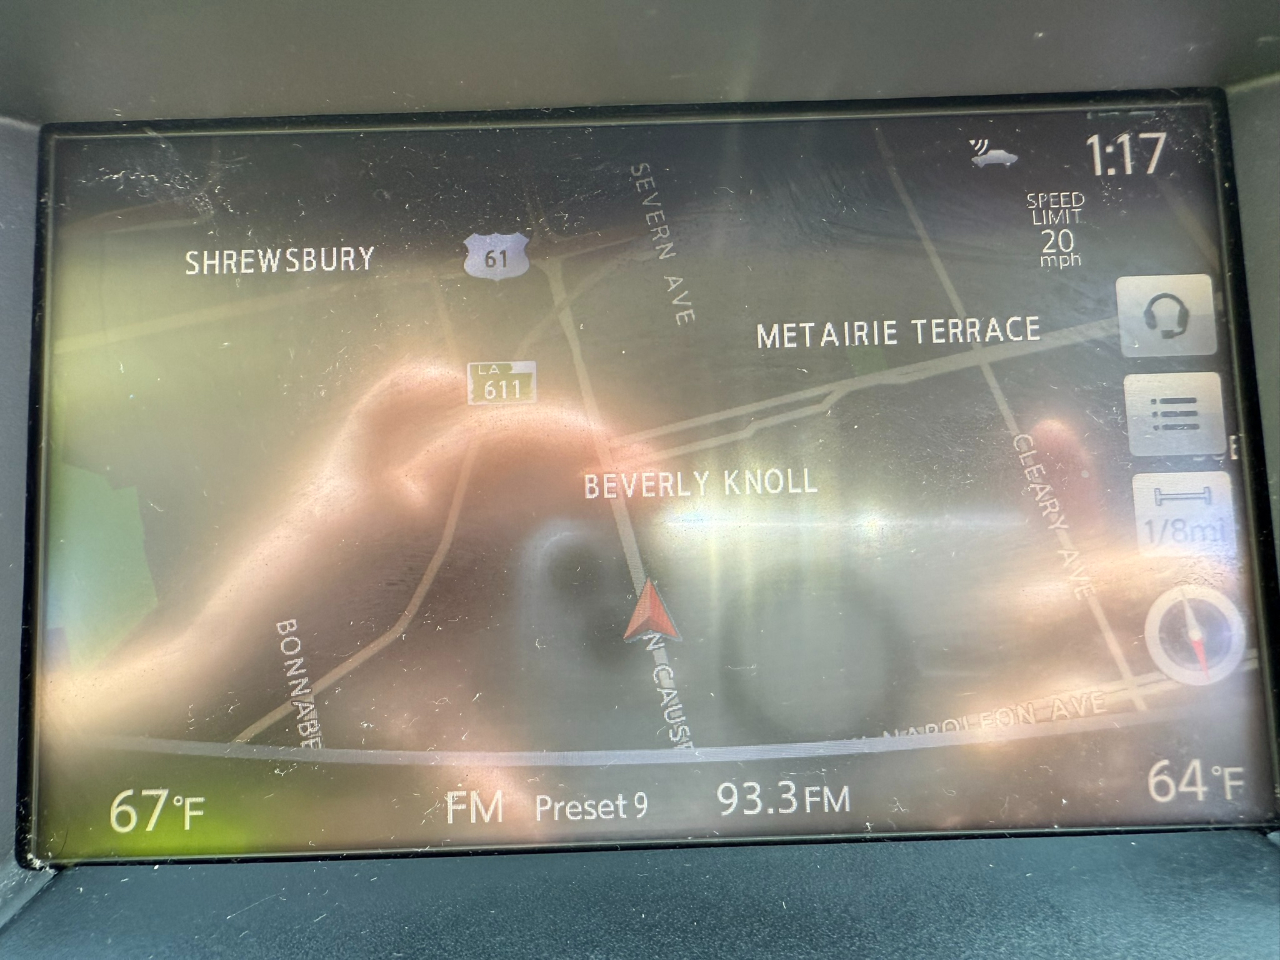 1:17
SPEED
LIMIT
20
mph
SEVERN AVE
SHREWSBURY
61
METAIRIE TERRACE
LA
611
BEVERLY KNOLL
CLEARY AVE
1/8mi
BONNABE
N CAUS
NAPOLEON AVE
67°F
FM Preset 9 93.3 FM
64°F